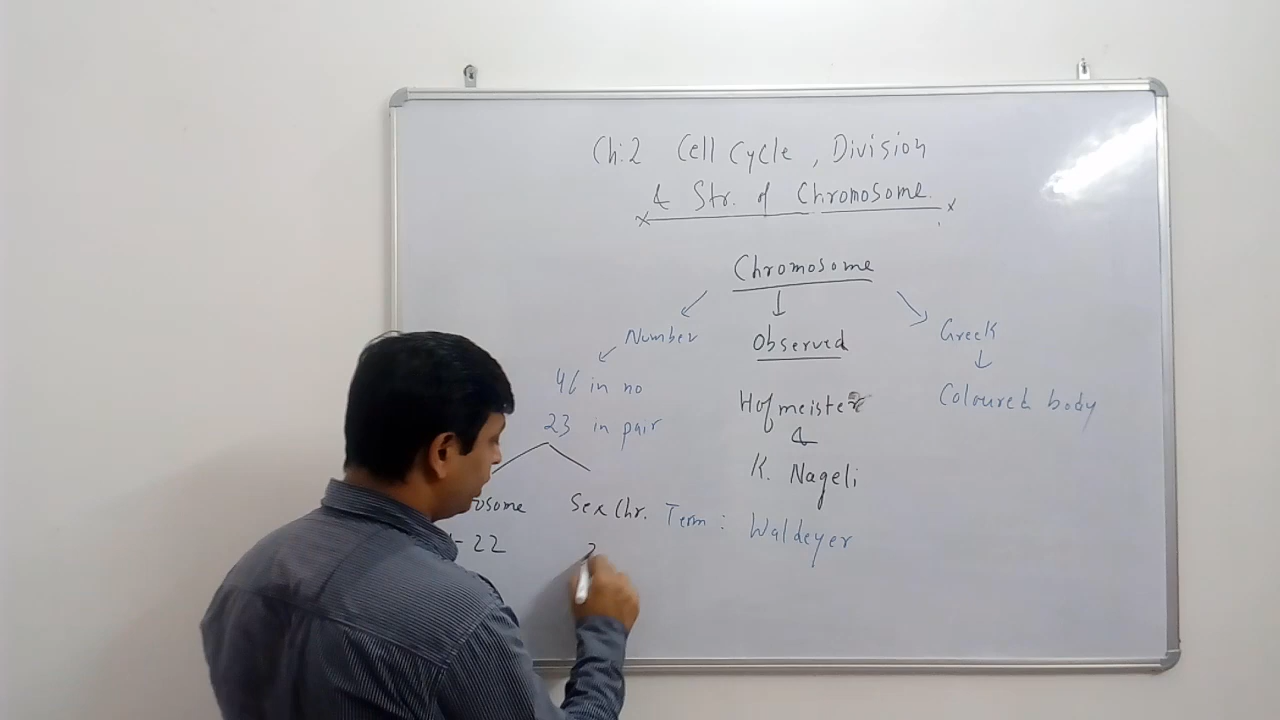 Ch:2 Cell Cycle, Division
& Str. of Chromosome.
Chromosome
Number
46 in no
23 in pair
22
Sex Chr.
Observed
Hofmeister
&
K. Nageli
Term : Waldeyer
Greek
Coloured body